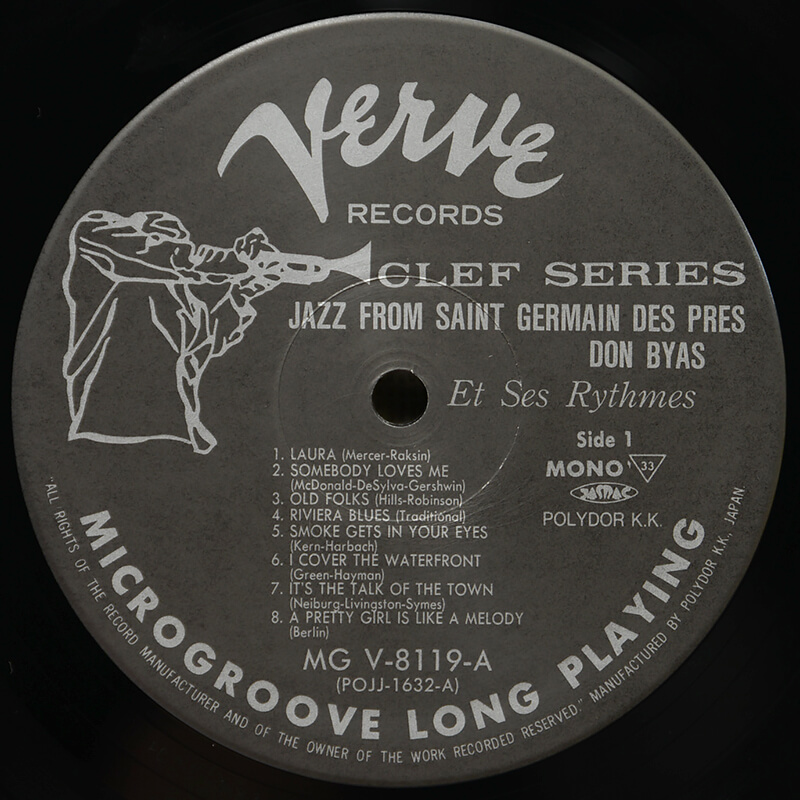 Verve
RECORDS
CLEF SERIES
JAZZ FROM SAINT GERMAIN DES PRES
DON BYAS
Et Ses Rythmes
Side 1
MONO 33
JASRAC
POLYDOR K.K.
1. LAURA (Mercer-Raksin)
2. SOMEBODY LOVES ME
(McDonald-DeSylva-Gershwin)
3. OLD FOLKS (Hills-Robinson)
4. RIVIERA BLUES (Traditional)
5. SMOKE GETS IN YOUR EYES
(Kern-Harbach)
6. I COVER THE WATERFRONT
(Green-Hayman)
7. IT'S THE TALK OF THE TOWN
(Neiburg-Livingston-Symes)
8. A PRETTY GIRL IS LIKE A MELODY
(Berlin)
MG V-8119-A
(POJJ-1632-A)
MICROGROOVE LONG PLAYING
"ALL RIGHTS OF THE RECORD MANUFACTURER AND OF THE OWNER OF THE WORK RECORDED RESERVED." MANUFACTURED BY POLYDOR K.K., JAPAN